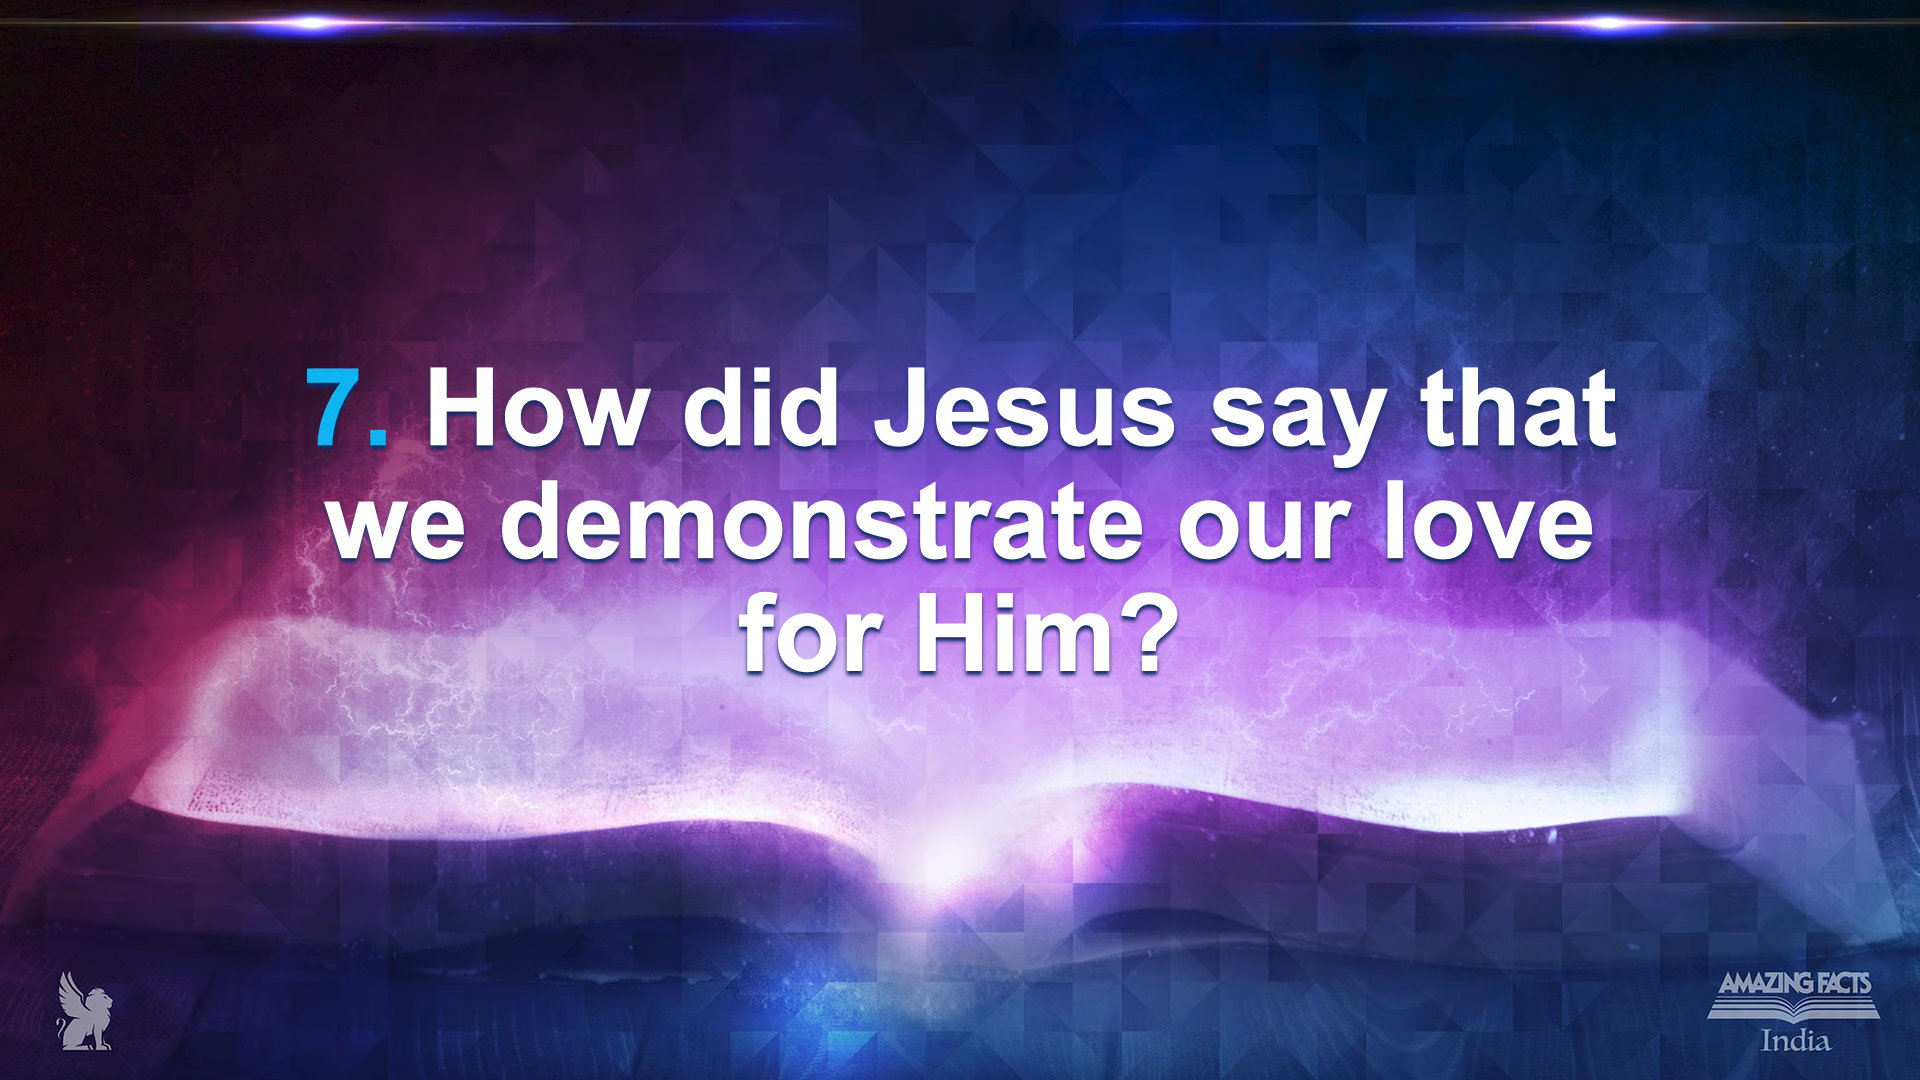 7. How did Jesus say that
we demonstrate our love
for Him?
AMAZING FACTS
India